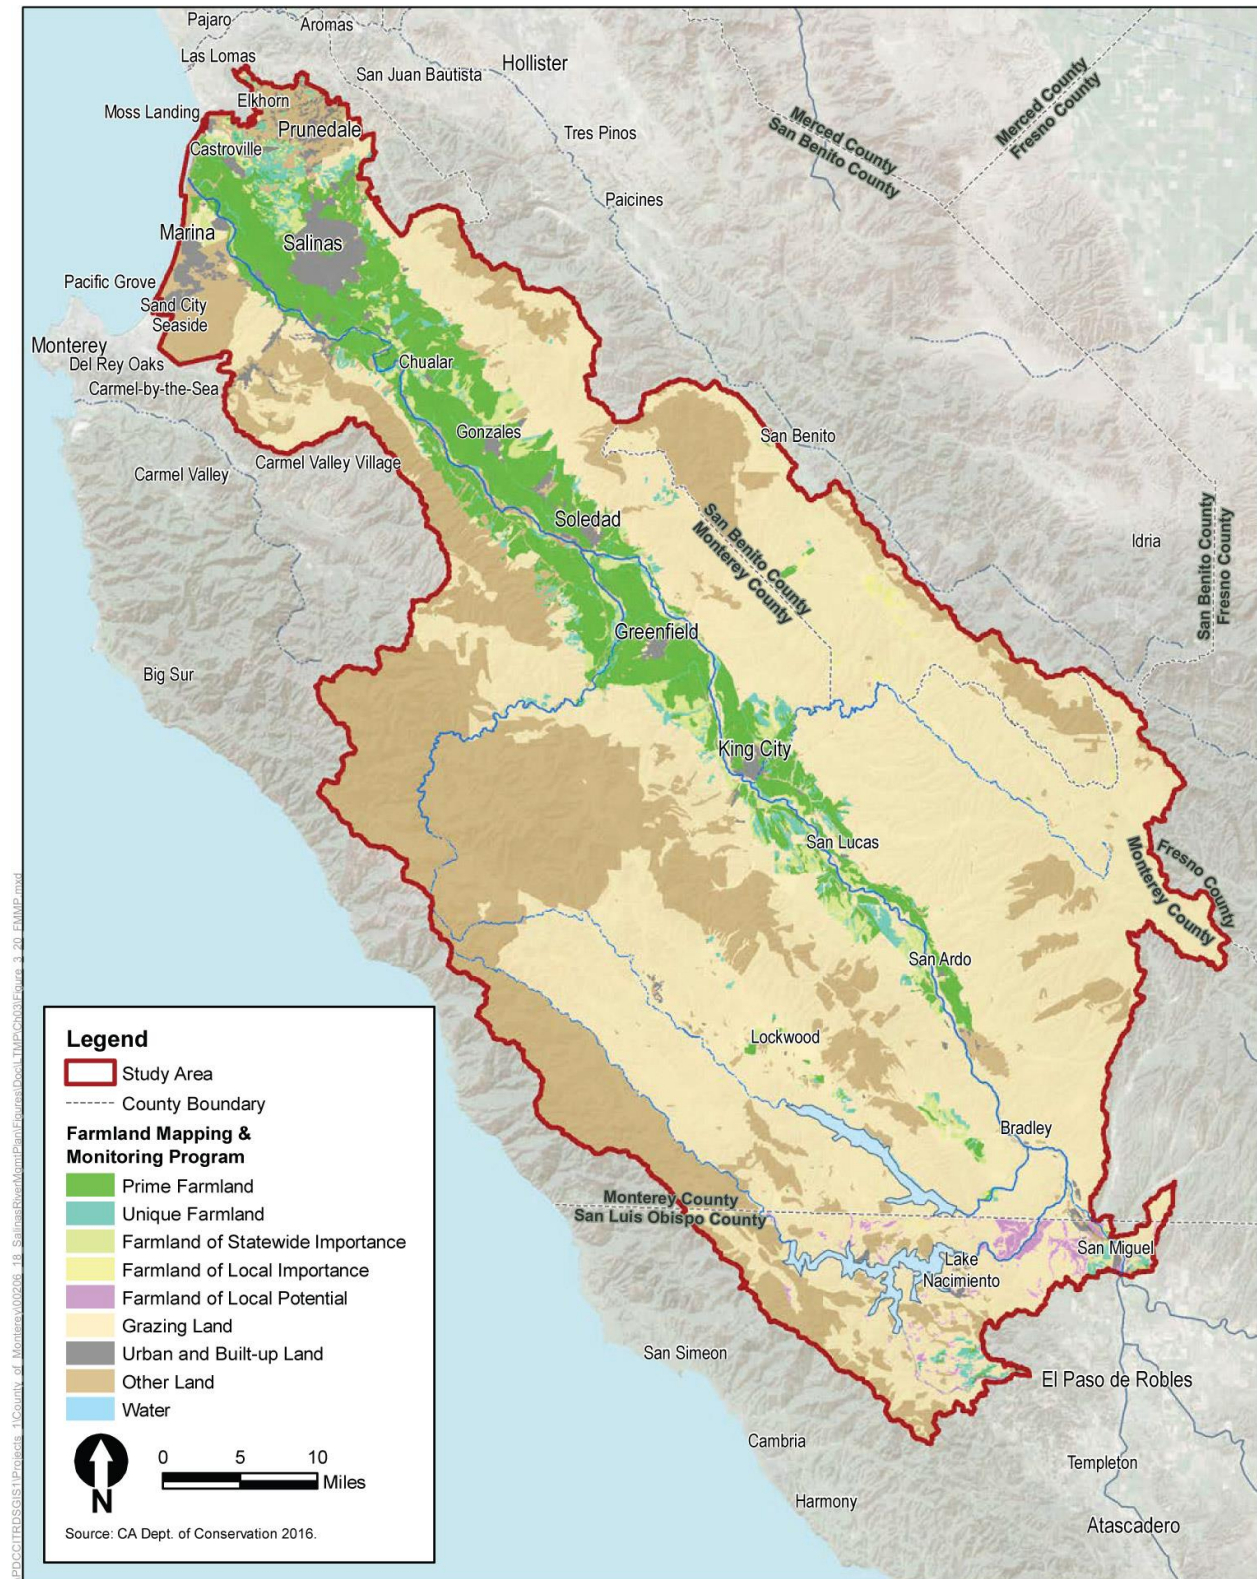 Pajaro
Aromas
Las Lomas
San Juan Bautista
Hollister
Elkhorn
Moss Landing
Prunedale
Castroville
Tres Pinos
Merced County
San Benito County
Merced County
Fresno County
Paicines
Marina
Salinas
Pacific Grove
Sand City
Seaside
Monterey
Del Rey Oaks
Carmel-by-the-Sea
Chualar
Gonzales
San Benito
Carmel Valley
Carmel Valley Village
Soledad
San Benito County
Monterey County
Idria
San Benito County
Fresno County
Greenfield
Big Sur
King City
San Lucas
Fresno County
Monterey County
San Ardo
Lockwood
Bradley
Monterey County
San Luis Obispo County
San Miguel
Lake
Nacimiento
San Simeon
El Paso de Robles
Cambria
Templeton
Harmony
Atascadero
Legend
Study Area
County Boundary
Farmland Mapping &
Monitoring Program
Prime Farmland
Unique Farmland
Farmland of Statewide Importance
Farmland of Local Importance
Farmland of Local Potential
Grazing Land
Urban and Built-up Land
Other Land
Water
N
0 5 10
Miles
Source: CA Dept. of Conservation 2016.